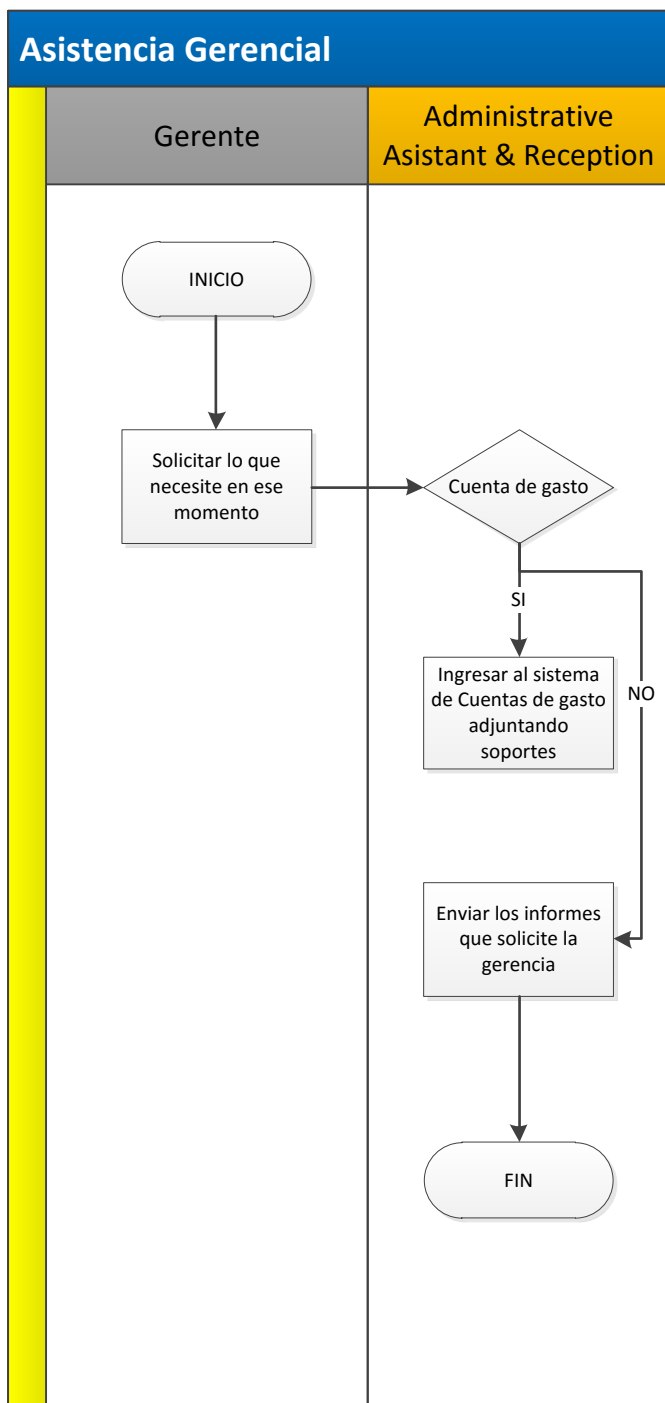 Asistencia Gerencial
Gerente
Administrative
Asistant & Reception
INICIO
Solicitar lo que
necesite en ese
momento
Cuenta de gasto
SI
Ingresar al sistema
de Cuentas de gasto
adjuntando
soportes
NO
Enviar los informes
que solicite la
gerencia
FIN